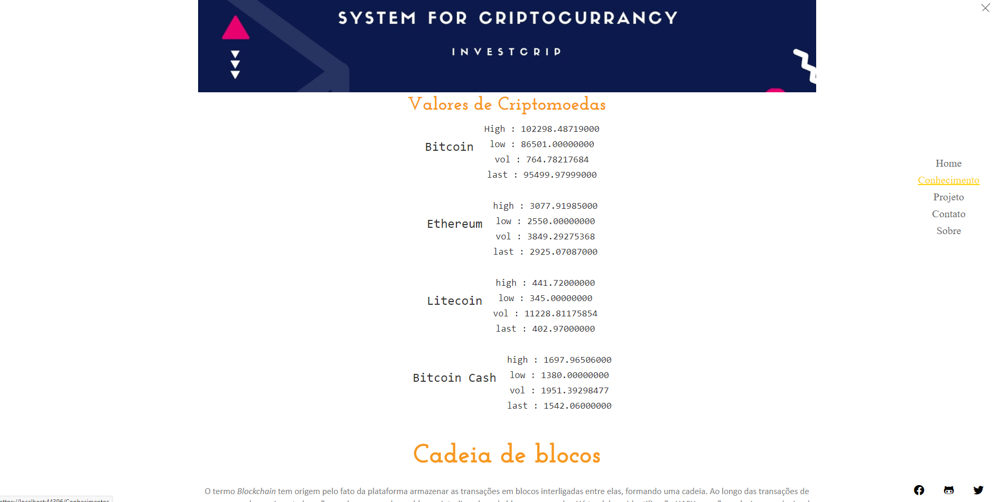 SYSTEM FOR CRIPTOCURRANCY
INVESTCRIP
Valores de Criptomoedas
Bitcoin
High : 102298.48719000
low : 86501.00000000
vol : 764.78217684
last : 95499.97999000
Ethereum
high : 3077.91985000
low : 2550.00000000
vol : 3849.29275368
last : 2925.07087000
Litecoin
high : 441.72000000
low : 345.00000000
vol : 11228.81175854
last : 402.97000000
Bitcoin Cash
high : 1697.96506000
low : 1380.00000000
vol : 1951.39298477
last : 1542.06000000
Cadeia de blocos
O termo Blockchain tem origem pelo fato da plataforma armazenar as transações em blocos interligadas entre elas, formando uma cadeia. Ao longo das transações de
Home
Conhecimento
Projeto
Contato
Sobre
https://localhost:44396/Conhecimentos